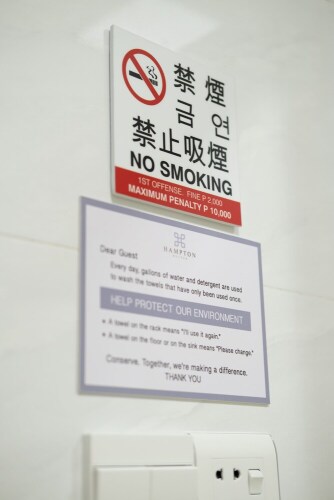 禁煙
금연
禁止吸煙
NO SMOKING
1ST OFFENSE. FINE P 2,000
MAXIMUM PENALTY P 10,000
HAMPTON
Dear Guest
Every day, gallons of water and detergent are used
to wash the towels that have only been used once.
HELP PROTECT OUR ENVIRONMENT
• A towel on the rack means "I'll use it again."
• A towel on the floor or on the sink means "Please change."
Conserve. Together, we're making a difference.
THANK YOU